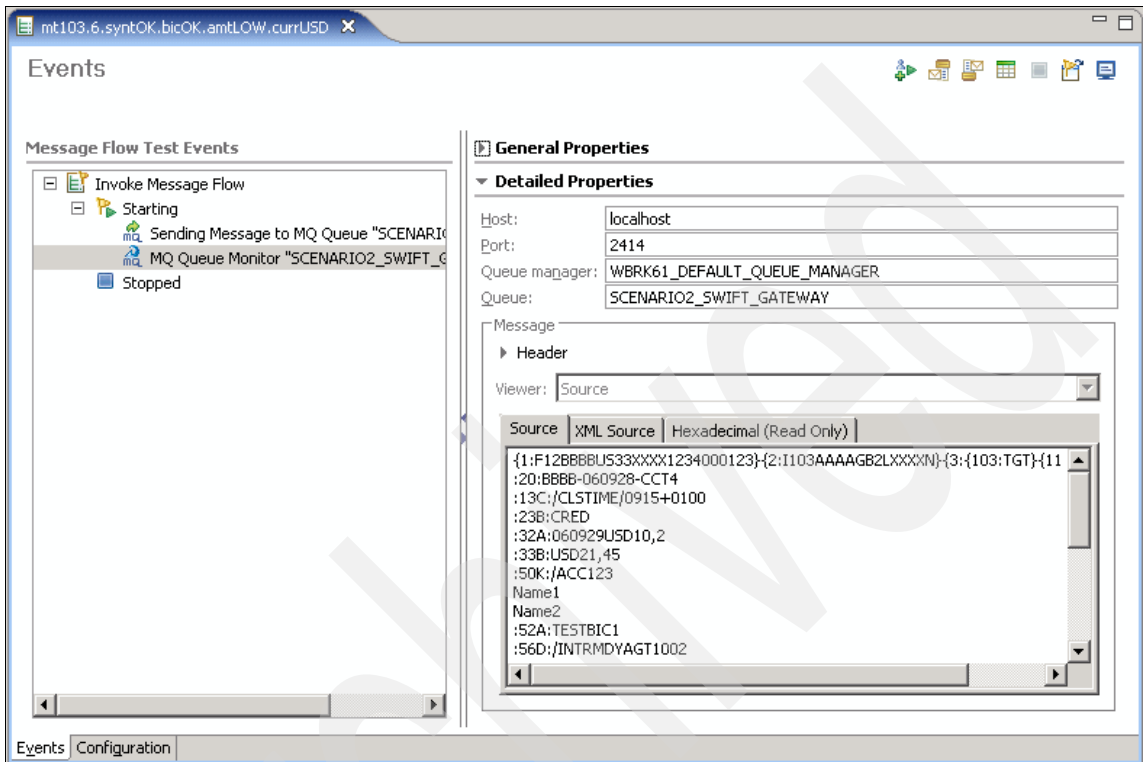 mt103.6.syntOK.bicOK.amtLOW.currUSD
Events
Message Flow Test Events
Invoke Message Flow
Starting
Sending Message to MQ Queue "SCENARI
MQ Queue Monitor "SCENARIO2_SWIFT_G
Stopped
General Properties
Detailed Properties
Host: localhost
Port: 2414
Queue manager: WBRK61_DEFAULT_QUEUE_MANAGER
Queue: SCENARIO2_SWIFT_GATEWAY
Message
Header
Viewer: Source
Source XML Source Hexadecimal (Read Only)
{1:F12BBBBUS33XXXX1234000123}-{2:I103AAAAGB2LXXXXN}-{3:{103:TGT}-{11
:20:BBBB-060928-CCT4
:13C:/CLSTIME/0915+0100
:23B:CRED
:32A:060929USD10,2
:33B:USD21,45
:50K:/ACC123
Name1
Name2
:52A:TESTBIC1
:56D:/INTRMDYAGT1002
Events Configuration